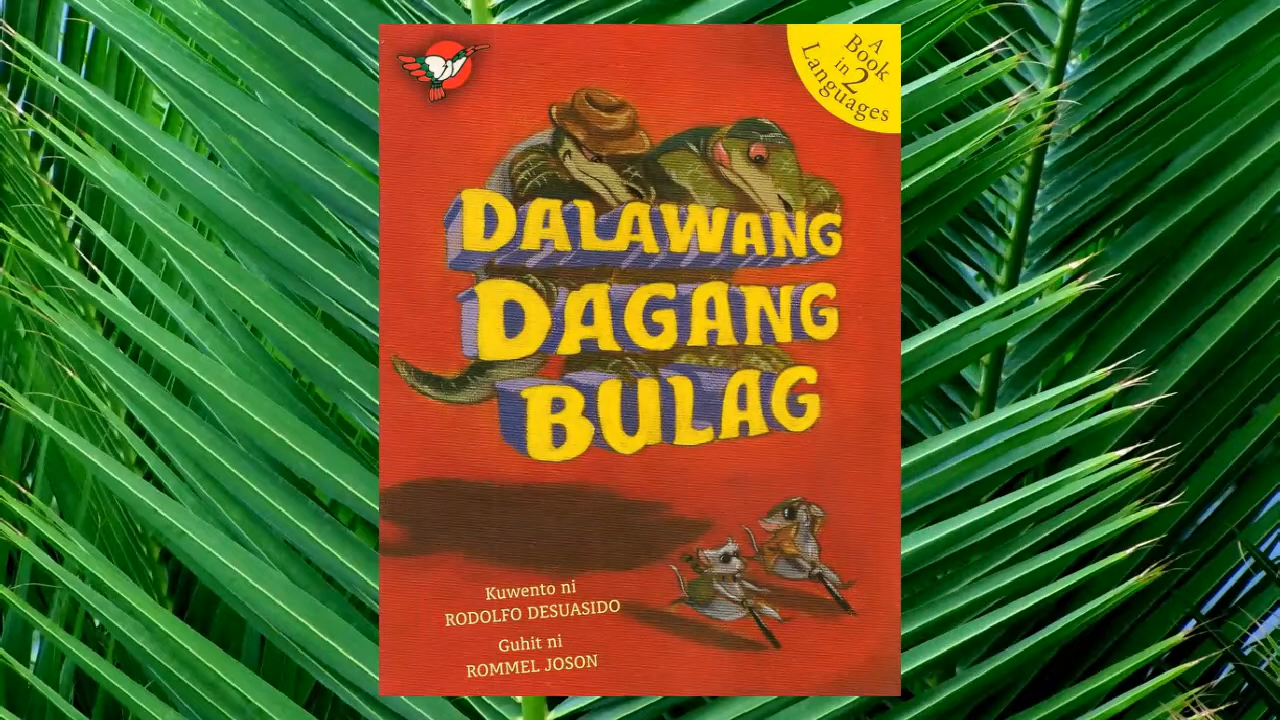 A
Book
in
2
Languages
DALAWANG
DAGANG
BULAG
Kuwento ni
RODOLFO DESUASIDO
Guhit ni
ROMMEL JOSON